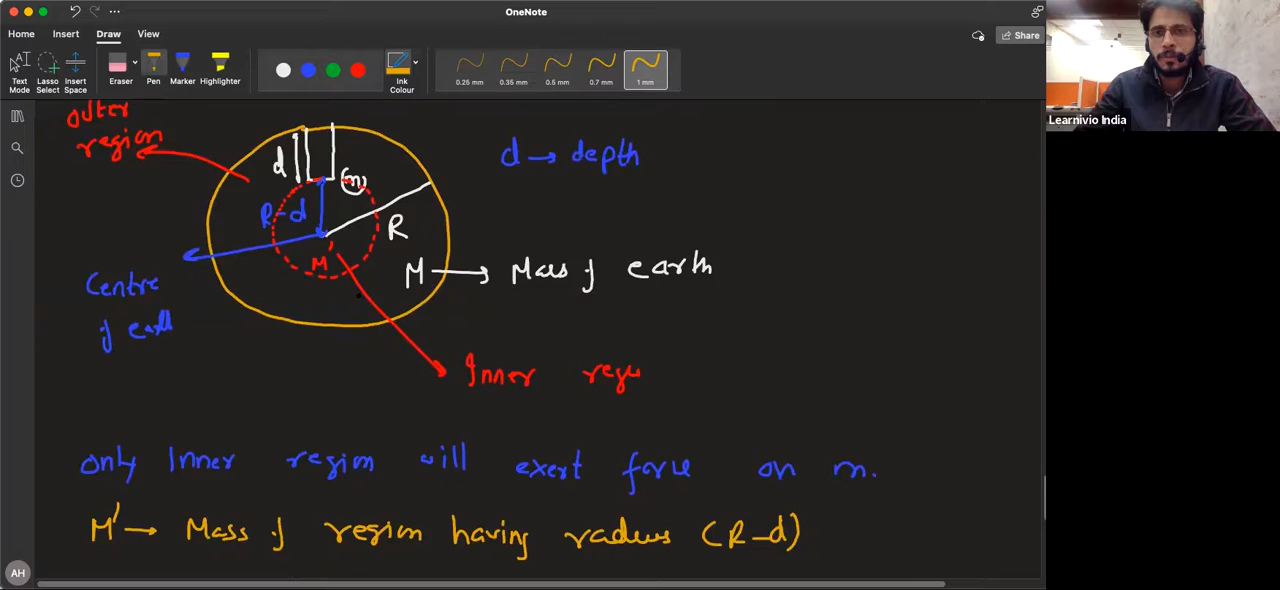 OneNote
Home Insert Draw View
Share
Text Mode
Lasso Select
Insert Space
Eraser
Pen
Marker
Highlighter
Ink Colour
0.25 mm 0.35 mm 0.5 mm 0.7 mm 1 mm
Learnivio India
outer
region
d
m
d → depth
R-d
R
M
M → Mass of earth
Centre
of earth
Inner
only Inner region will exert force on m.
M' → Mass of region having radius (R-d)
AH